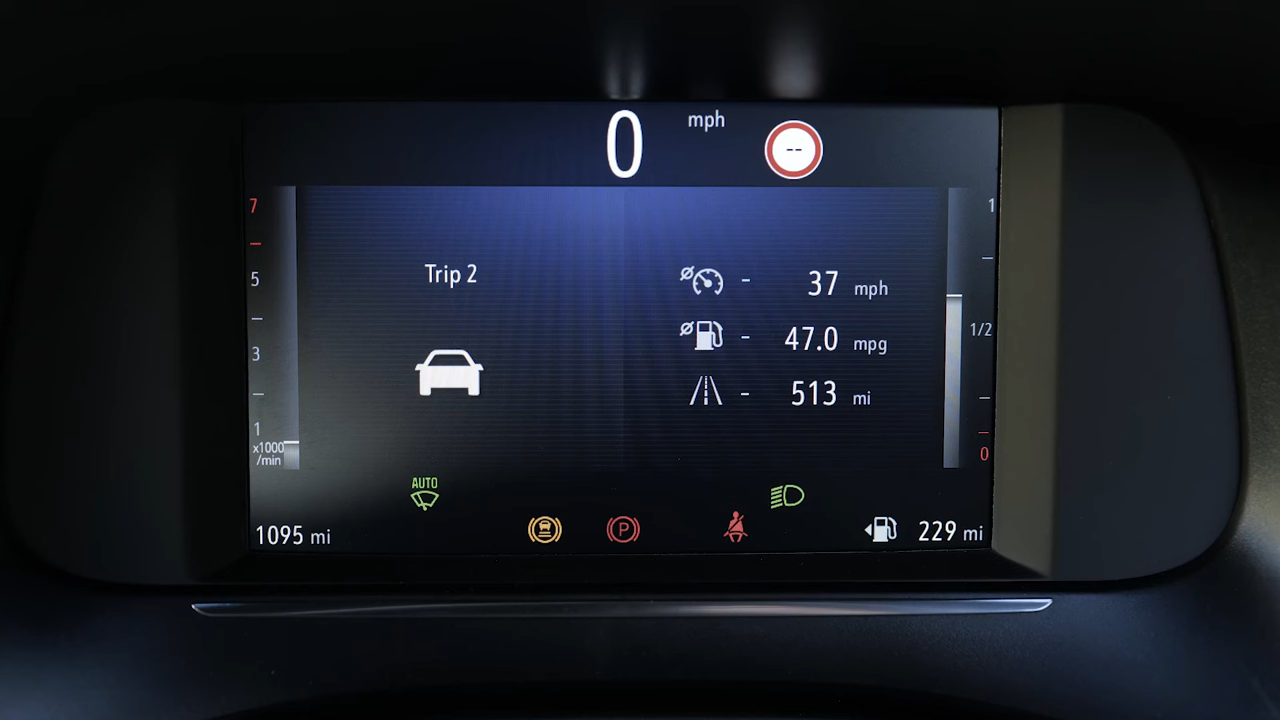 0 mph --
7
5
3
1
x1000
/min
Trip 2
Ø - 37 mph
Ø - 47.0 mpg
- 513 mi
1
1/2
0
AUTO
P
1095 mi
229 mi